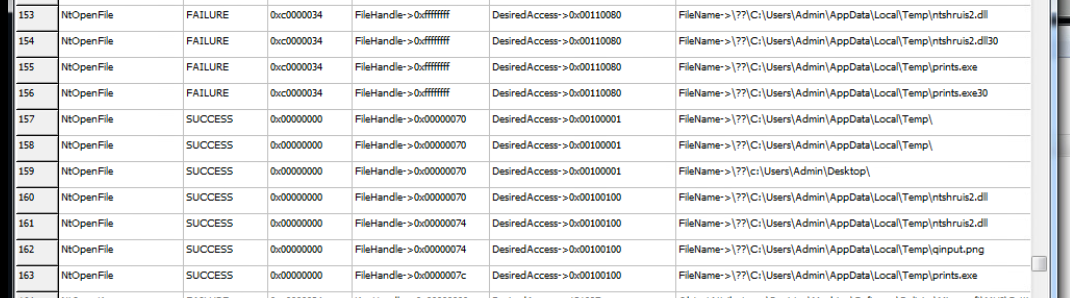 153 NtOpenFile FAILURE 0xc0000034 FileHandle->0xffffffff DesiredAccess->0x00110080 FileName->\??\C:\Users\Admin\AppData\Local\Temp\ntshruis2.dll
154 NtOpenFile FAILURE 0xc0000034 FileHandle->0xffffffff DesiredAccess->0x00110080 FileName->\??\C:\Users\Admin\AppData\Local\Temp\ntshruis2.dll30
155 NtOpenFile FAILURE 0xc0000034 FileHandle->0xffffffff DesiredAccess->0x00110080 FileName->\??\C:\Users\Admin\AppData\Local\Temp\prints.exe
156 NtOpenFile FAILURE 0xc0000034 FileHandle->0xffffffff DesiredAccess->0x00110080 FileName->\??\C:\Users\Admin\AppData\Local\Temp\prints.exe30
157 NtOpenFile SUCCESS 0x00000000 FileHandle->0x00000070 DesiredAccess->0x00100001 FileName->\??\C:\Users\Admin\AppData\Local\Temp\
158 NtOpenFile SUCCESS 0x00000000 FileHandle->0x00000070 DesiredAccess->0x00100001 FileName->\??\C:\Users\Admin\AppData\Local\Temp\
159 NtOpenFile SUCCESS 0x00000000 FileHandle->0x00000070 DesiredAccess->0x00100001 FileName->\??\c:\Users\Admin\Desktop\
160 NtOpenFile SUCCESS 0x00000000 FileHandle->0x00000070 DesiredAccess->0x00100100 FileName->\??\C:\Users\Admin\AppData\Local\Temp\ntshruis2.dll
161 NtOpenFile SUCCESS 0x00000000 FileHandle->0x00000074 DesiredAccess->0x00100100 FileName->\??\C:\Users\Admin\AppData\Local\Temp\ntshruis2.dll
162 NtOpenFile SUCCESS 0x00000000 FileHandle->0x00000074 DesiredAccess->0x00100100 FileName->\??\C:\Users\Admin\AppData\Local\Temp\qinput.png
163 NtOpenFile SUCCESS 0x00000000 FileHandle->0x0000007c DesiredAccess->0x00100100 FileName->\??\C:\Users\Admin\AppData\Local\Temp\prints.exe